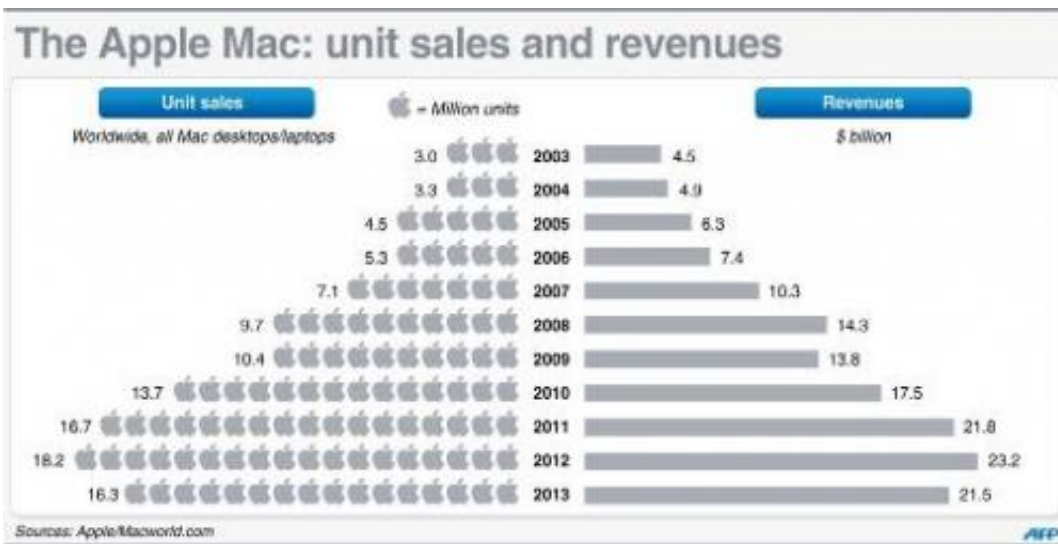 The Apple Mac: unit sales and revenues
Unit sales = Million units Revenues
Worldwide, all Mac desktops/laptops $ billion
3.0 2003 4.5
3.3 2004 4.9
4.5 2005 6.3
5.3 2006 7.4
7.1 2007 10.3
9.7 2008 14.3
10.4 2009 13.8
13.7 2010 17.5
16.7 2011 21.8
18.2 2012 23.2
16.3 2013 21.5
Sources: Apple/Macworld.com AFP